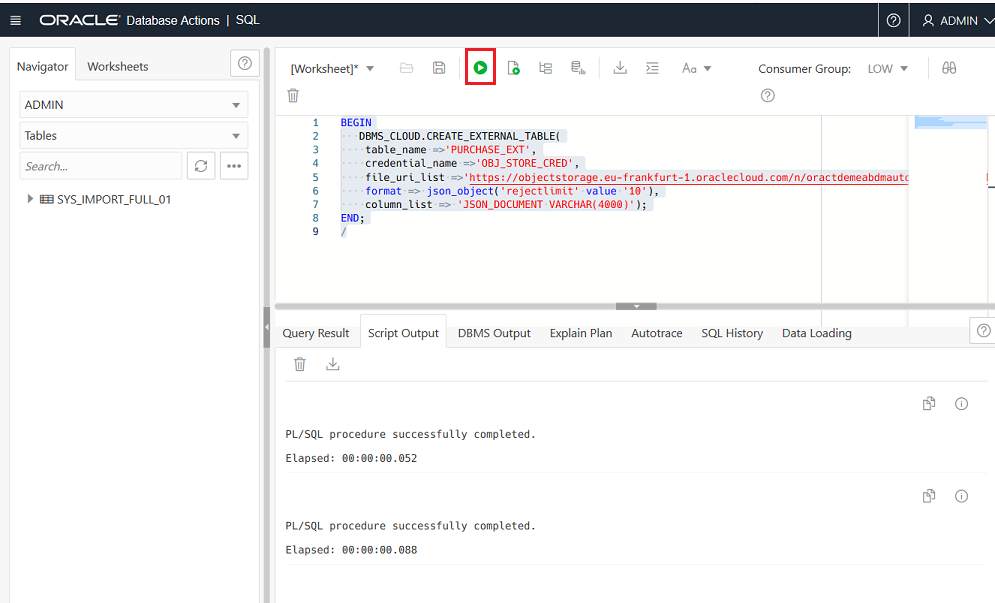 ORACLE Database Actions | SQL
ADMIN
Navigator
Worksheets
[Worksheet]*
Aa
Consumer Group: LOW
ADMIN
Tables
Search...
SYS_IMPORT_FULL_01
1 BEGIN
2 DBMS_CLOUD.CREATE_EXTERNAL_TABLE(
3 table_name =>'PURCHASE_EXT',
4 credential_name =>'OBJ_STORE_CRED',
5 file_uri_list =>'https://objectstorage.eu-frankfurt-1.oraclecloud.com/n/oractdemeabdmauto
6 format => json_object('rejectlimit' value '10'),
7 column_list => 'JSON_DOCUMENT VARCHAR(4000)');
8 END;
9 /
Query Result
Script Output
DBMS Output
Explain Plan
Autotrace
SQL History
Data Loading
PL/SQL procedure successfully completed.
Elapsed: 00:00:00.052
PL/SQL procedure successfully completed.
Elapsed: 00:00:00.088